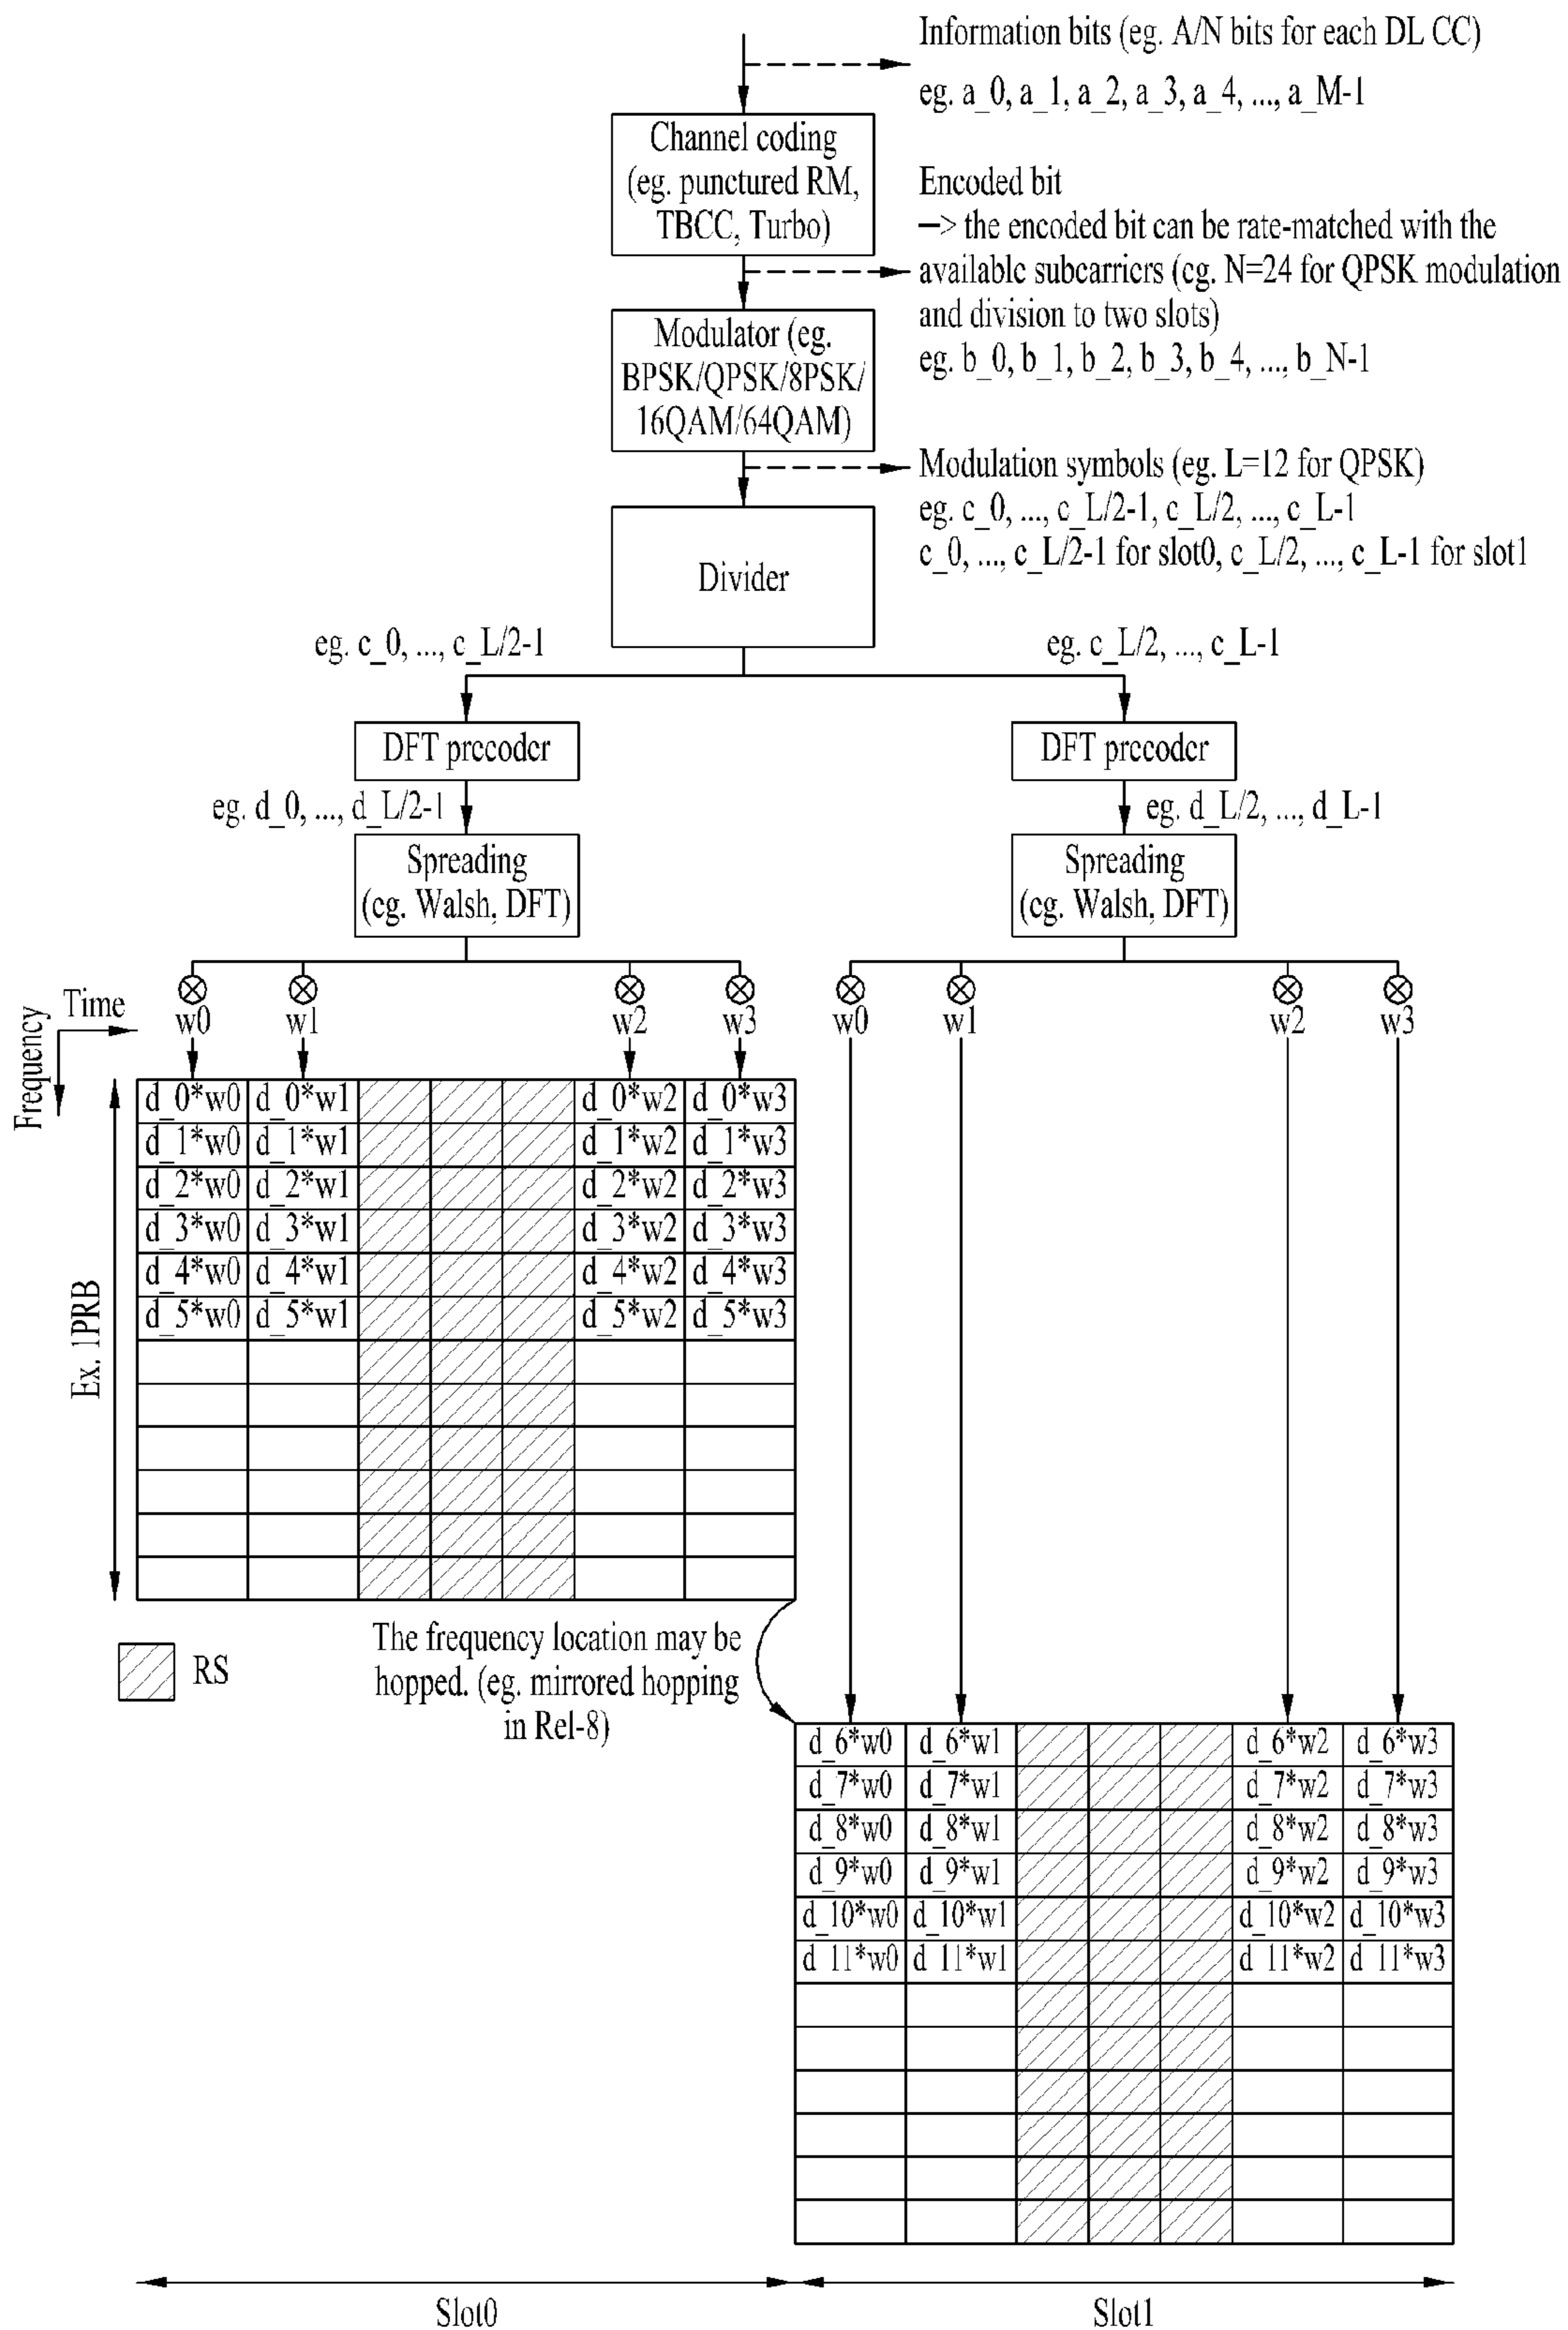 Information bits (eg. A/N bits for each DL CC)
eg. a_0, a_1, a_2, a_3, a_4, ..., a_M-1
Channel coding
(eg. punctured RM,
TBCC, Turbo)
Encoded bit
—> the encoded bit can be rate-matched with the
available subcarriers (eg. N=24 for QPSK modulation
and division to two slots)
eg. b_0, b_1, b_2, b_3, b_4, ..., b_N-1
Modulator (eg.
BPSK/QPSK/8PSK/
16QAM/64QAM)
Modulation symbols (eg. L=12 for QPSK)
eg. c_0, ..., c_L/2-1, c_L/2, ..., c_L-1
c_0, ..., c_L/2-1 for slot0, c_L/2, ..., c_L-1 for slot1
Divider
eg. c_0, ..., c_L/2-1
eg. c_L/2, ..., c_L-1
DFT precoder
DFT precoder
eg. d_0, ..., d_L/2-1
eg. d_L/2, ..., d_L-1
Spreading
(eg. Walsh, DFT)
Spreading
(eg. Walsh, DFT)
Time
Frequency
w0 w1 w2 w3
w0 w1 w2 w3
d_0*w0 d_0*w1 d_0*w2 d_0*w3
d_1*w0 d_1*w1 d_1*w2 d_1*w3
d_2*w0 d_2*w1 d_2*w2 d_2*w3
d_3*w0 d_3*w1 d_3*w2 d_3*w3
d_4*w0 d_4*w1 d_4*w2 d_4*w3
d_5*w0 d_5*w1 d_5*w2 d_5*w3
Ex. 1PRB
RS
The frequency location may be
hopped. (eg. mirrored hopping
in Rel-8)
d_6*w0 d_6*w1 d_6*w2 d_6*w3
d_7*w0 d_7*w1 d_7*w2 d_7*w3
d_8*w0 d_8*w1 d_8*w2 d_8*w3
d_9*w0 d_9*w1 d_9*w2 d_9*w3
d_10*w0 d_10*w1 d_10*w2 d_10*w3
d_11*w0 d_11*w1 d_11*w2 d_11*w3
Slot0
Slot1